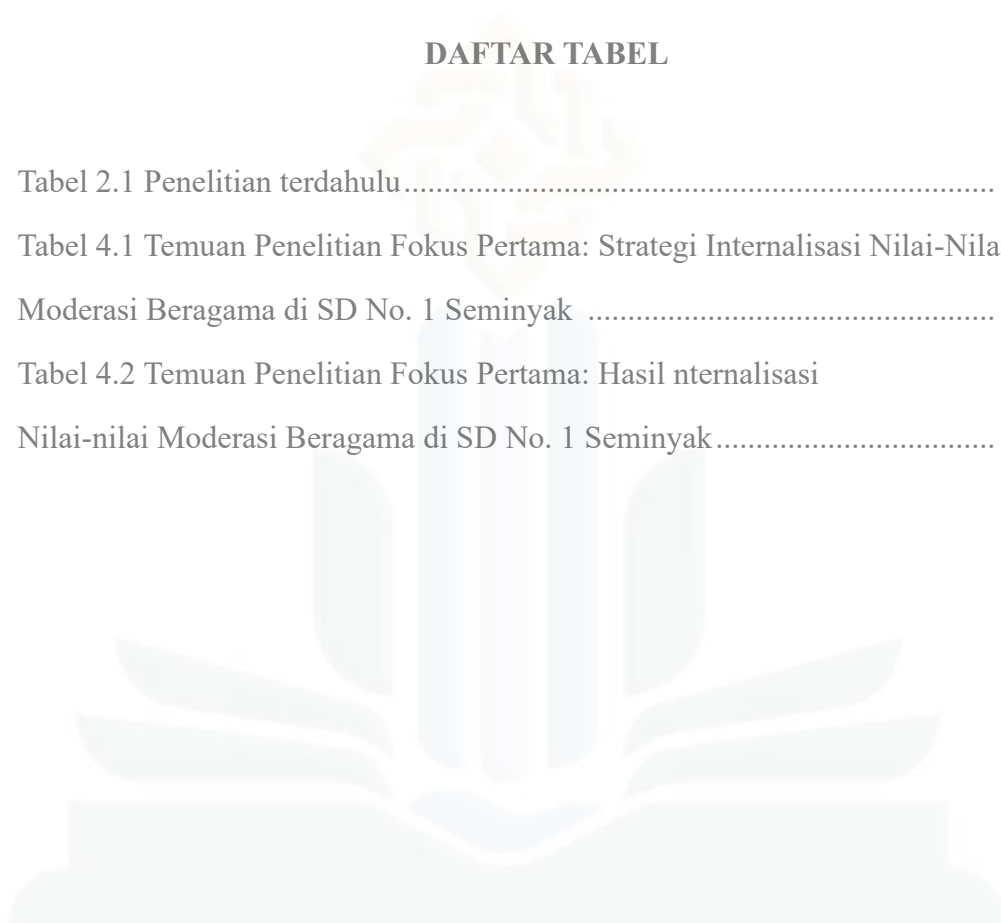 DAFTAR TABEL
Tabel 2.1 Penelitian terdahulu...........................................................................
Tabel 4.1 Temuan Penelitian Fokus Pertama: Strategi Internalisasi Nilai-Nila
Moderasi Beragama di SD No. 1 Seminyak ....................................................
Tabel 4.2 Temuan Penelitian Fokus Pertama: Hasil nternalisasi
Nilai-nilai Moderasi Beragama di SD No. 1 Seminyak...................................